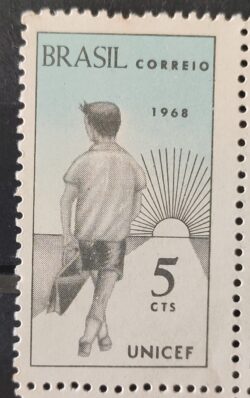 BRASIL CORREIO
1968
5
CTS
UNICEF